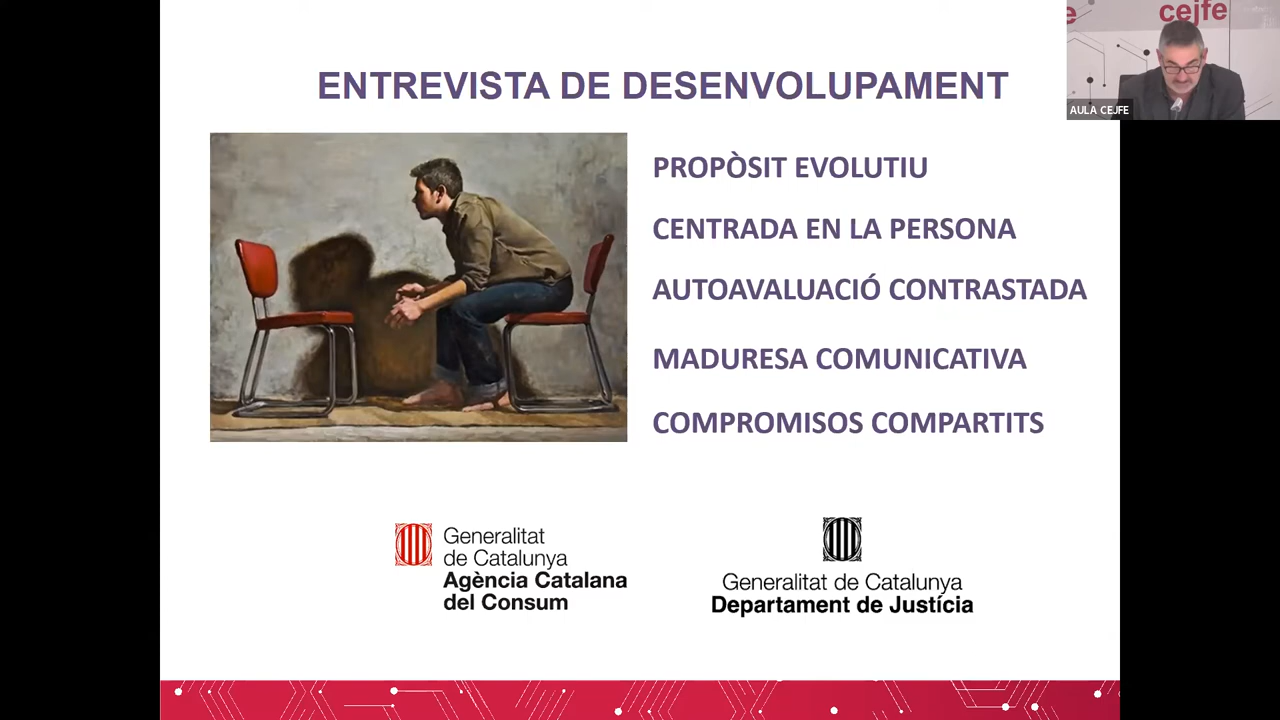 ENTREVISTA DE DESENVOLUPAMENT
PROPÒSIT EVOLUTIU
CENTRADA EN LA PERSONA
AUTOAVALUACIÓ CONTRASTADA
MADURESA COMUNICATIVA
COMPROMISOS COMPARTITS
Generalitat
de Catalunya
Agència Catalana
del Consum
Generalitat de Catalunya
Departament de Justícia
cejfe
AULA CEJFE